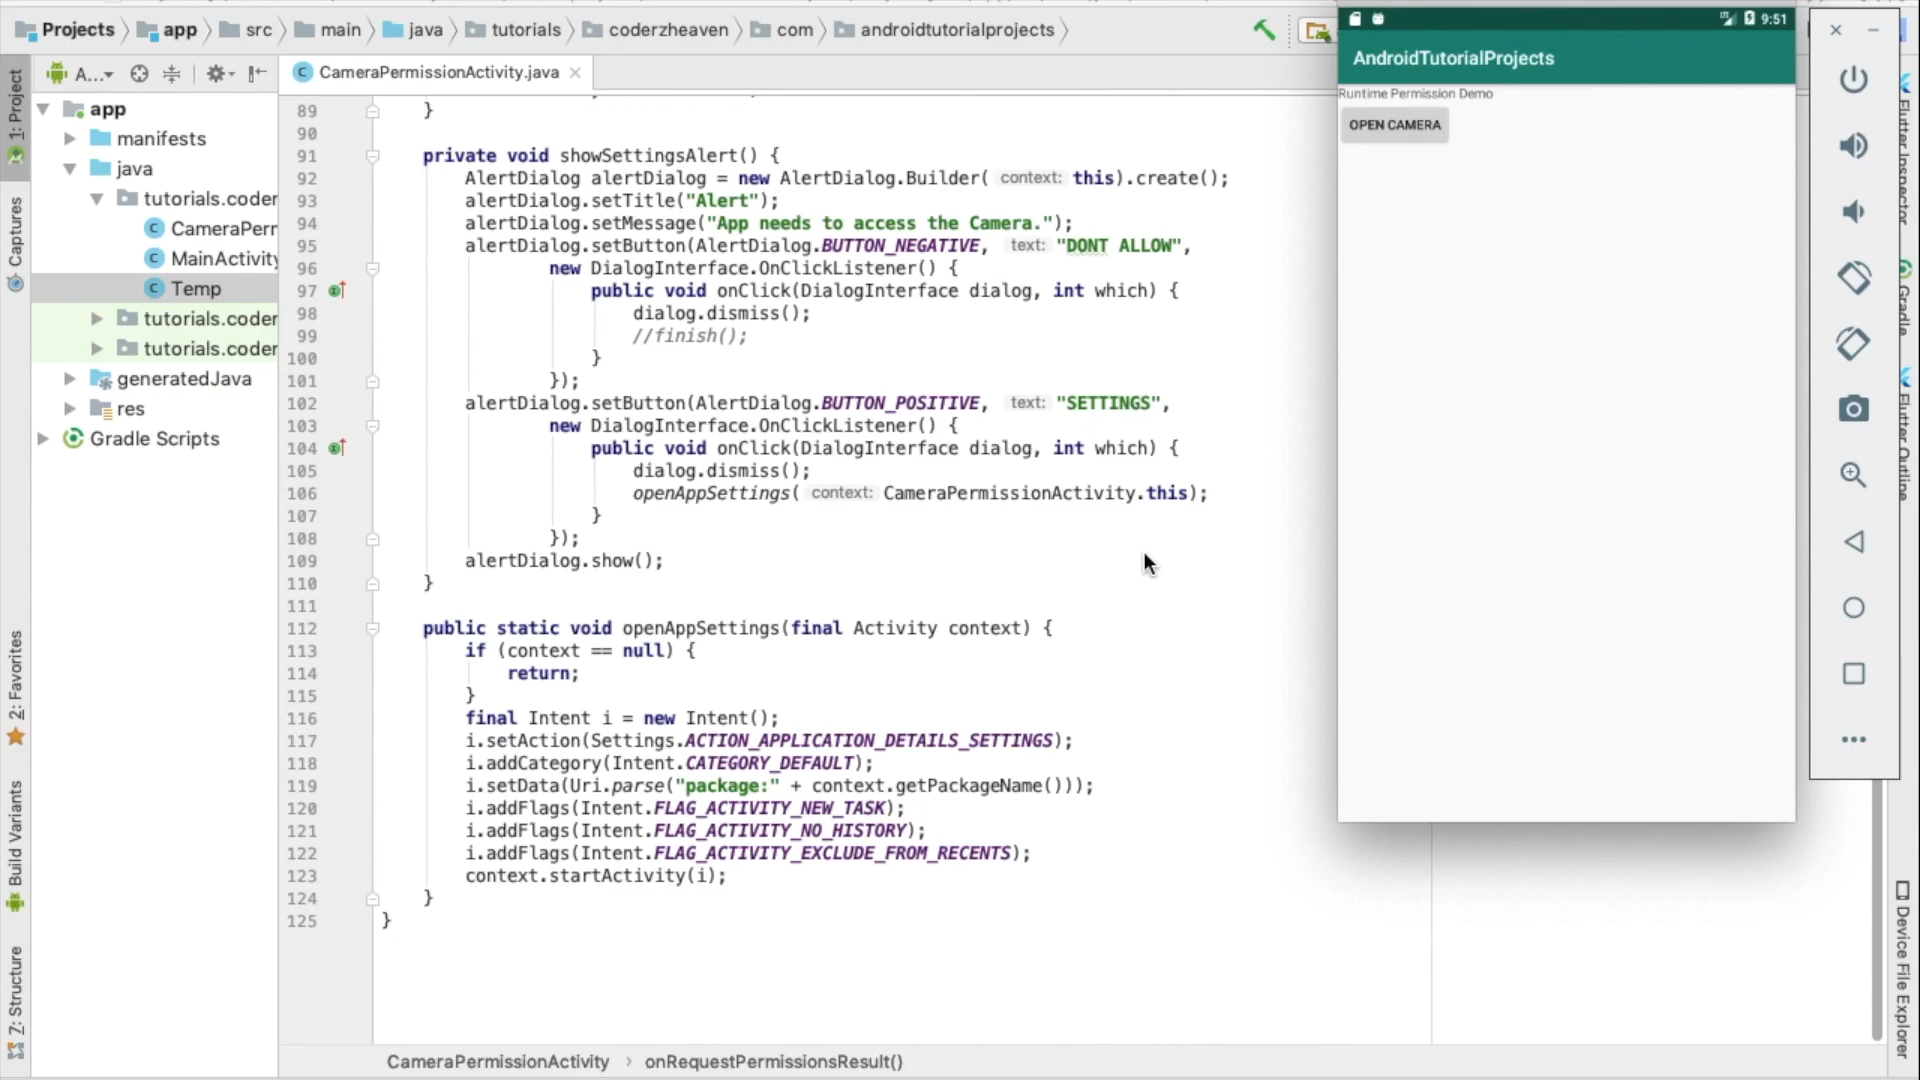 Projects app src main java tutorials coderzheaven com androidtutorialprojects
A...
CameraPermissionActivity.java
1: Project
Captures
2: Favorites
Build Variants
Z: Structure
app
manifests
java
tutorials.coder
CameraPerr
MainActivity
Temp
tutorials.coder
tutorials.coder
generatedJava
res
Gradle Scripts
89 }
90
91 private void showSettingsAlert() {
92 AlertDialog alertDialog = new AlertDialog.Builder( context: this).create();
93 alertDialog.setTitle("Alert");
94 alertDialog.setMessage("App needs to access the Camera.");
95 alertDialog.setButton(AlertDialog.BUTTON_NEGATIVE, text: "DONT ALLOW",
96 new DialogInterface.OnClickListener() {
97 public void onClick(DialogInterface dialog, int which) {
98 dialog.dismiss();
99 //finish();
100 }
101 });
102 alertDialog.setButton(AlertDialog.BUTTON_POSITIVE, text: "SETTINGS",
103 new DialogInterface.OnClickListener() {
104 public void onClick(DialogInterface dialog, int which) {
105 dialog.dismiss();
106 openAppSettings( context: CameraPermissionActivity.this);
107 }
108 });
109 alertDialog.show();
110 }
111
112 public static void openAppSettings(final Activity context) {
113 if (context == null) {
114 return;
115 }
116 final Intent i = new Intent();
117 i.setAction(Settings.ACTION_APPLICATION_DETAILS_SETTINGS);
118 i.addCategory(Intent.CATEGORY_DEFAULT);
119 i.setData(Uri.parse("package:" + context.getPackageName()));
120 i.addFlags(Intent.FLAG_ACTIVITY_NEW_TASK);
121 i.addFlags(Intent.FLAG_ACTIVITY_NO_HISTORY);
122 i.addFlags(Intent.FLAG_ACTIVITY_EXCLUDE_FROM_RECENTS);
123 context.startActivity(i);
124 }
125 }
CameraPermissionActivity › onRequestPermissionsResult()
9:51
AndroidTutorialProjects
Runtime Permission Demo
OPEN CAMERA
Flutter Inspector
Gradle
Flutter Outline
Device File Explorer